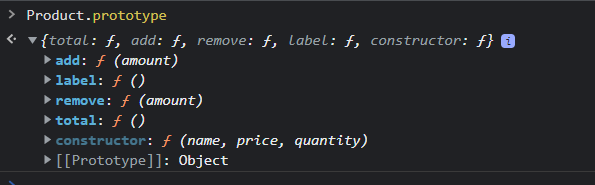 > Product.prototype
{total: ƒ, add: ƒ, remove: ƒ, label: ƒ, constructor: ƒ} i
add: ƒ (amount)
label: ƒ ()
remove: ƒ (amount)
total: ƒ ()
constructor: ƒ (name, price, quantity)
[[Prototype]]: Object
>